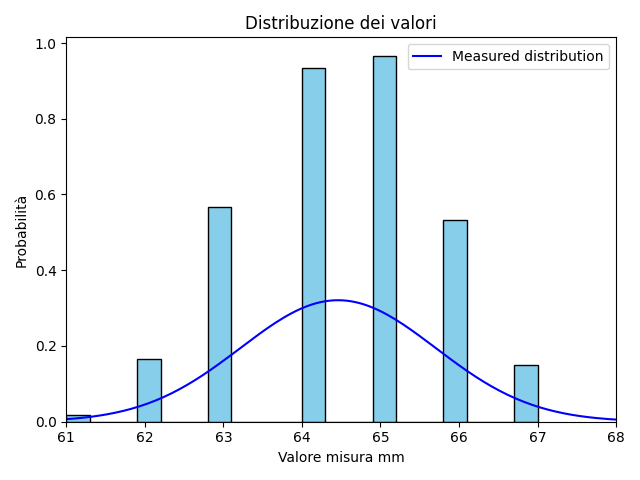 Distribuzione dei valori
Measured distribution
1.0
0.8
0.6
0.4
0.2
0.0
Probabilità
61 62 63 64 65 66 67 68
Valore misura mm